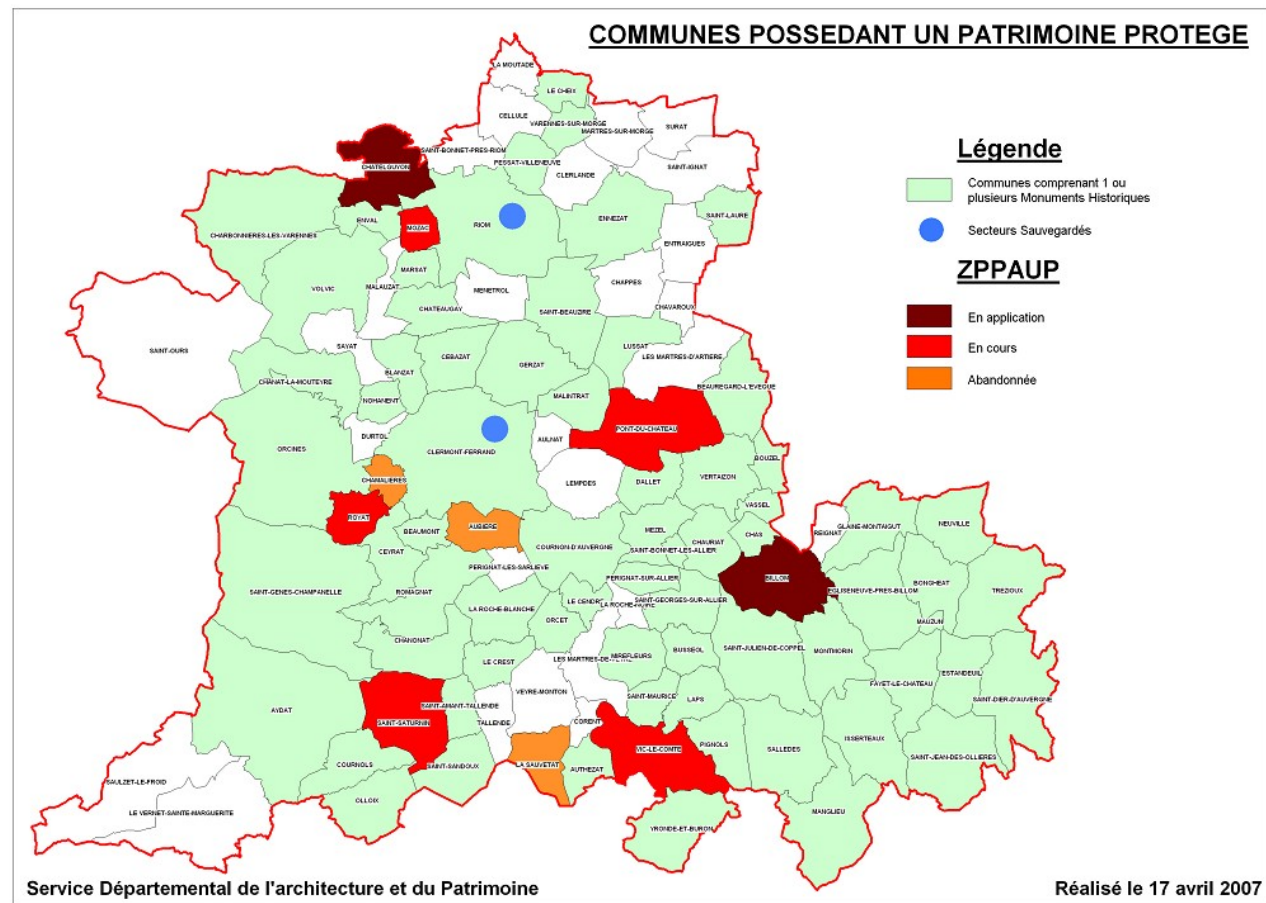 COMMUNES POSSEDANT UN PATRIMOINE PROTEGE
LA MOUTADE
LE CHEIX
CELLULE
VARENNES-SUR-MORGE
MARTRES-SUR-MORGE
SURAT
SAINT-BONNET-PRES-RIOM
PESSAT-VILLENEUVE
CLERLANDE
SAINT-IGNAT
CHATELGUYON
ENVAL
MOZAC
RIOM
ENNEZAT
SAINT-LAURE
CHARBONNIERES-LES-VARENNES
ENTRAIGUES
MARSAT
VOLVIC
MALAUZAT
MENETROL
CHAPPES
CHATEAUGAY
SAINT-BEAUZIRE
CHAVAROUX
SAINT-OURS
SAYAT
LUSSAT
LES MARTRES-D'ARTIERE
CEBAZAT
GERZAT
BLANZAT
CHANAT-LA-MOUTEYRE
NOHANENT
MALINTRAT
BEAUREGARD-L'EVEQUE
PONT-DU-CHATEAU
DURTOL
AULNAT
ORCINES
CLERMONT-FERRAND
BOUZEL
CHAMALIERES
LEMPDES
DALLET
VERTAIZON
VASSEL
ROYAT
AUBIERE
BEAUMONT
MEZEL
CHAURIAT
CHAS
REIGNAT
GLAINE-MONTAIGUT
NEUVILLE
CEYRAT
COURNON-D'AUVERGNE
SAINT-BONNET-LES-ALLIER
PERIGNAT-LES-SARLIEVE
PERIGNAT-SUR-ALLIER
BILLOM
EGLISENEUVE-PRES-BILLOM
BONGHEAT
TREZIOUX
SAINT-GENES-CHAMPANELLE
ROMAGNAT
LE CENDRE
SAINT-GEORGES-SUR-ALLIER
LA ROCHE-BLANCHE
ORCET
MAUZUN
CHANONAT
LE CREST
MIREFLEURS
BUSSEOL
SAINT-JULIEN-DE-COPPEL
MONTMORIN
ESTANDEUIL
FAYET-LE-CHATEAU
SAINT-DIER-D'AUVERGNE
VEYRE-MONTON
SAINT-MAURICE
LAPS
AYDAT
SAINT-AMANT-TALLENDE
SAINT-SATURNIN
TALLENDE
CORENT
VIC-LE-COMTE
PIGNOLS
SALLEDES
ISSERTEAUX
SAINT-JEAN-DES-OLLIERES
COURNOLS
SAINT-SANDOUX
LA SAUVETAT
AUTHEZAT
SAULZET-LE-FROID
OLLOIX
LE VERNET-SAINTE-MARGUERITE
MANGLIEU
YRONDE-ET-BURON
Légende
Communes comprenant 1 ou
plusieurs Monuments Historiques
Secteurs Sauvegardés
ZPPAUP
En application
En cours
Abandonnée
Service Départemental de l'architecture et du Patrimoine
Réalisé le 17 avril 2007